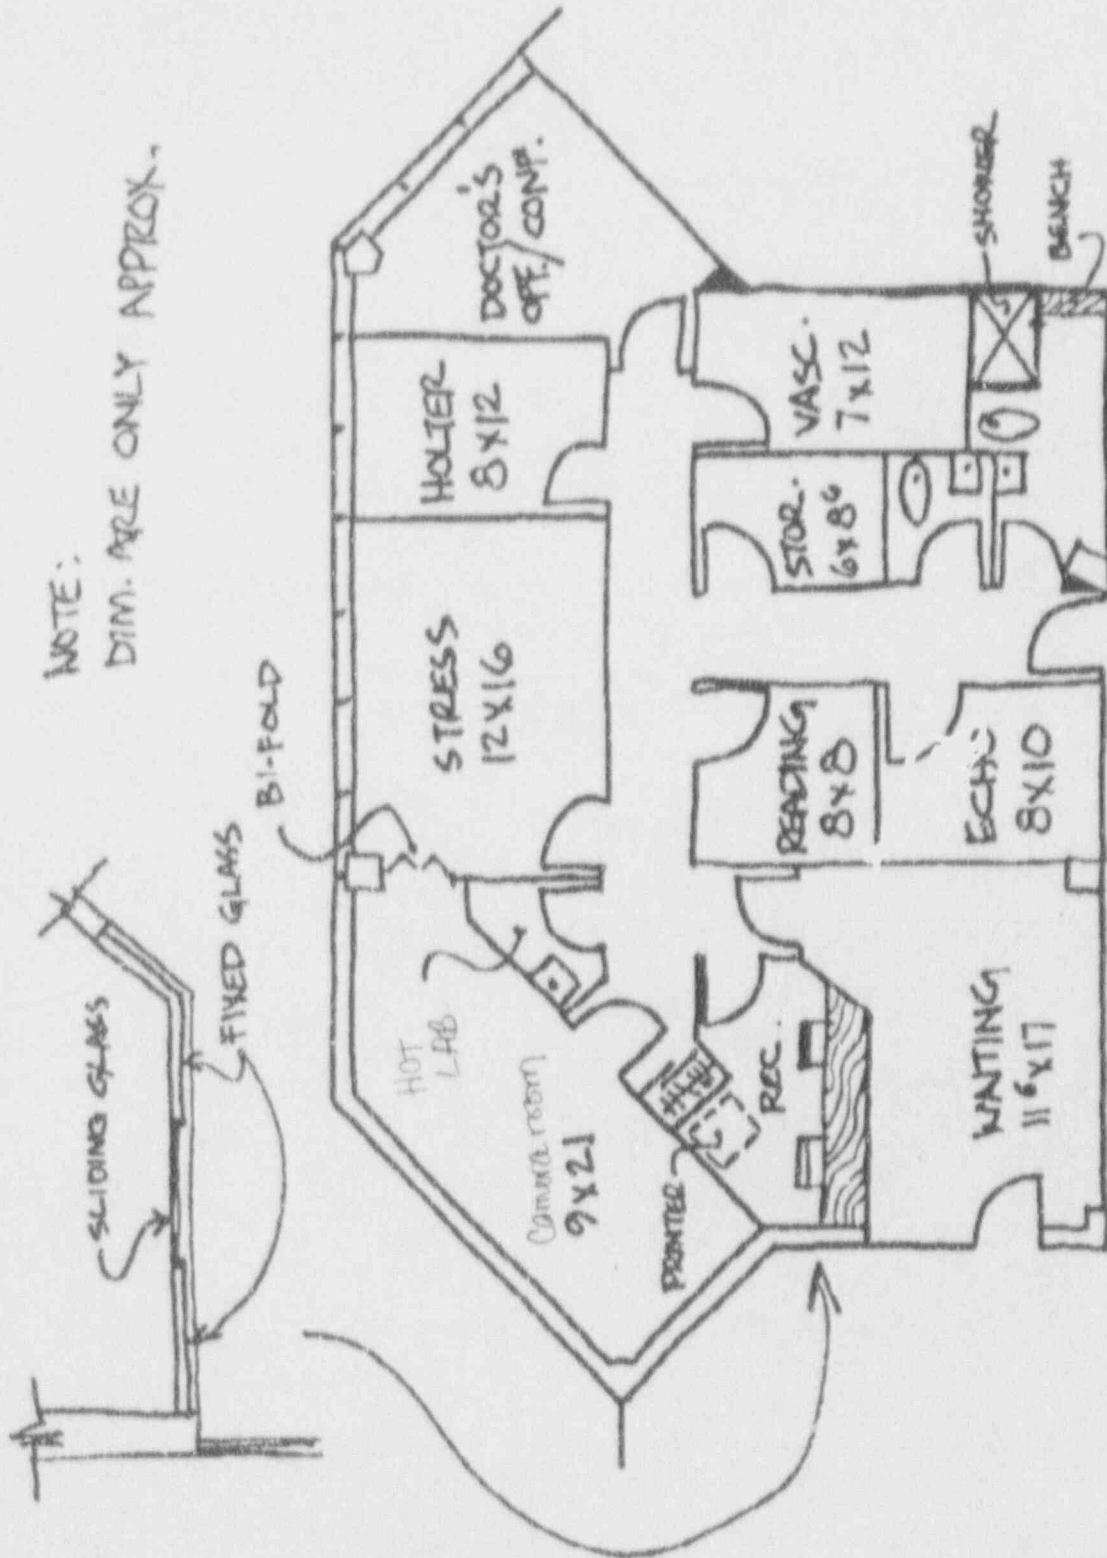 NOTE:
DIM. ARE ONLY APPROX.
SLIDING GLASS
FIXED GLASS
BI-FOLD
DOCTOR'S
OFF./COMP.
HOLTER
8X12
STRESS
12X16
HOT
LAB
Camera room
9X21
PRINTER
REC.
VASC.
7X12
STOR.
6X8⁶
SHOWER
BENCH
READING
8X8
ECHO
8X10
WAITING
11⁶X17